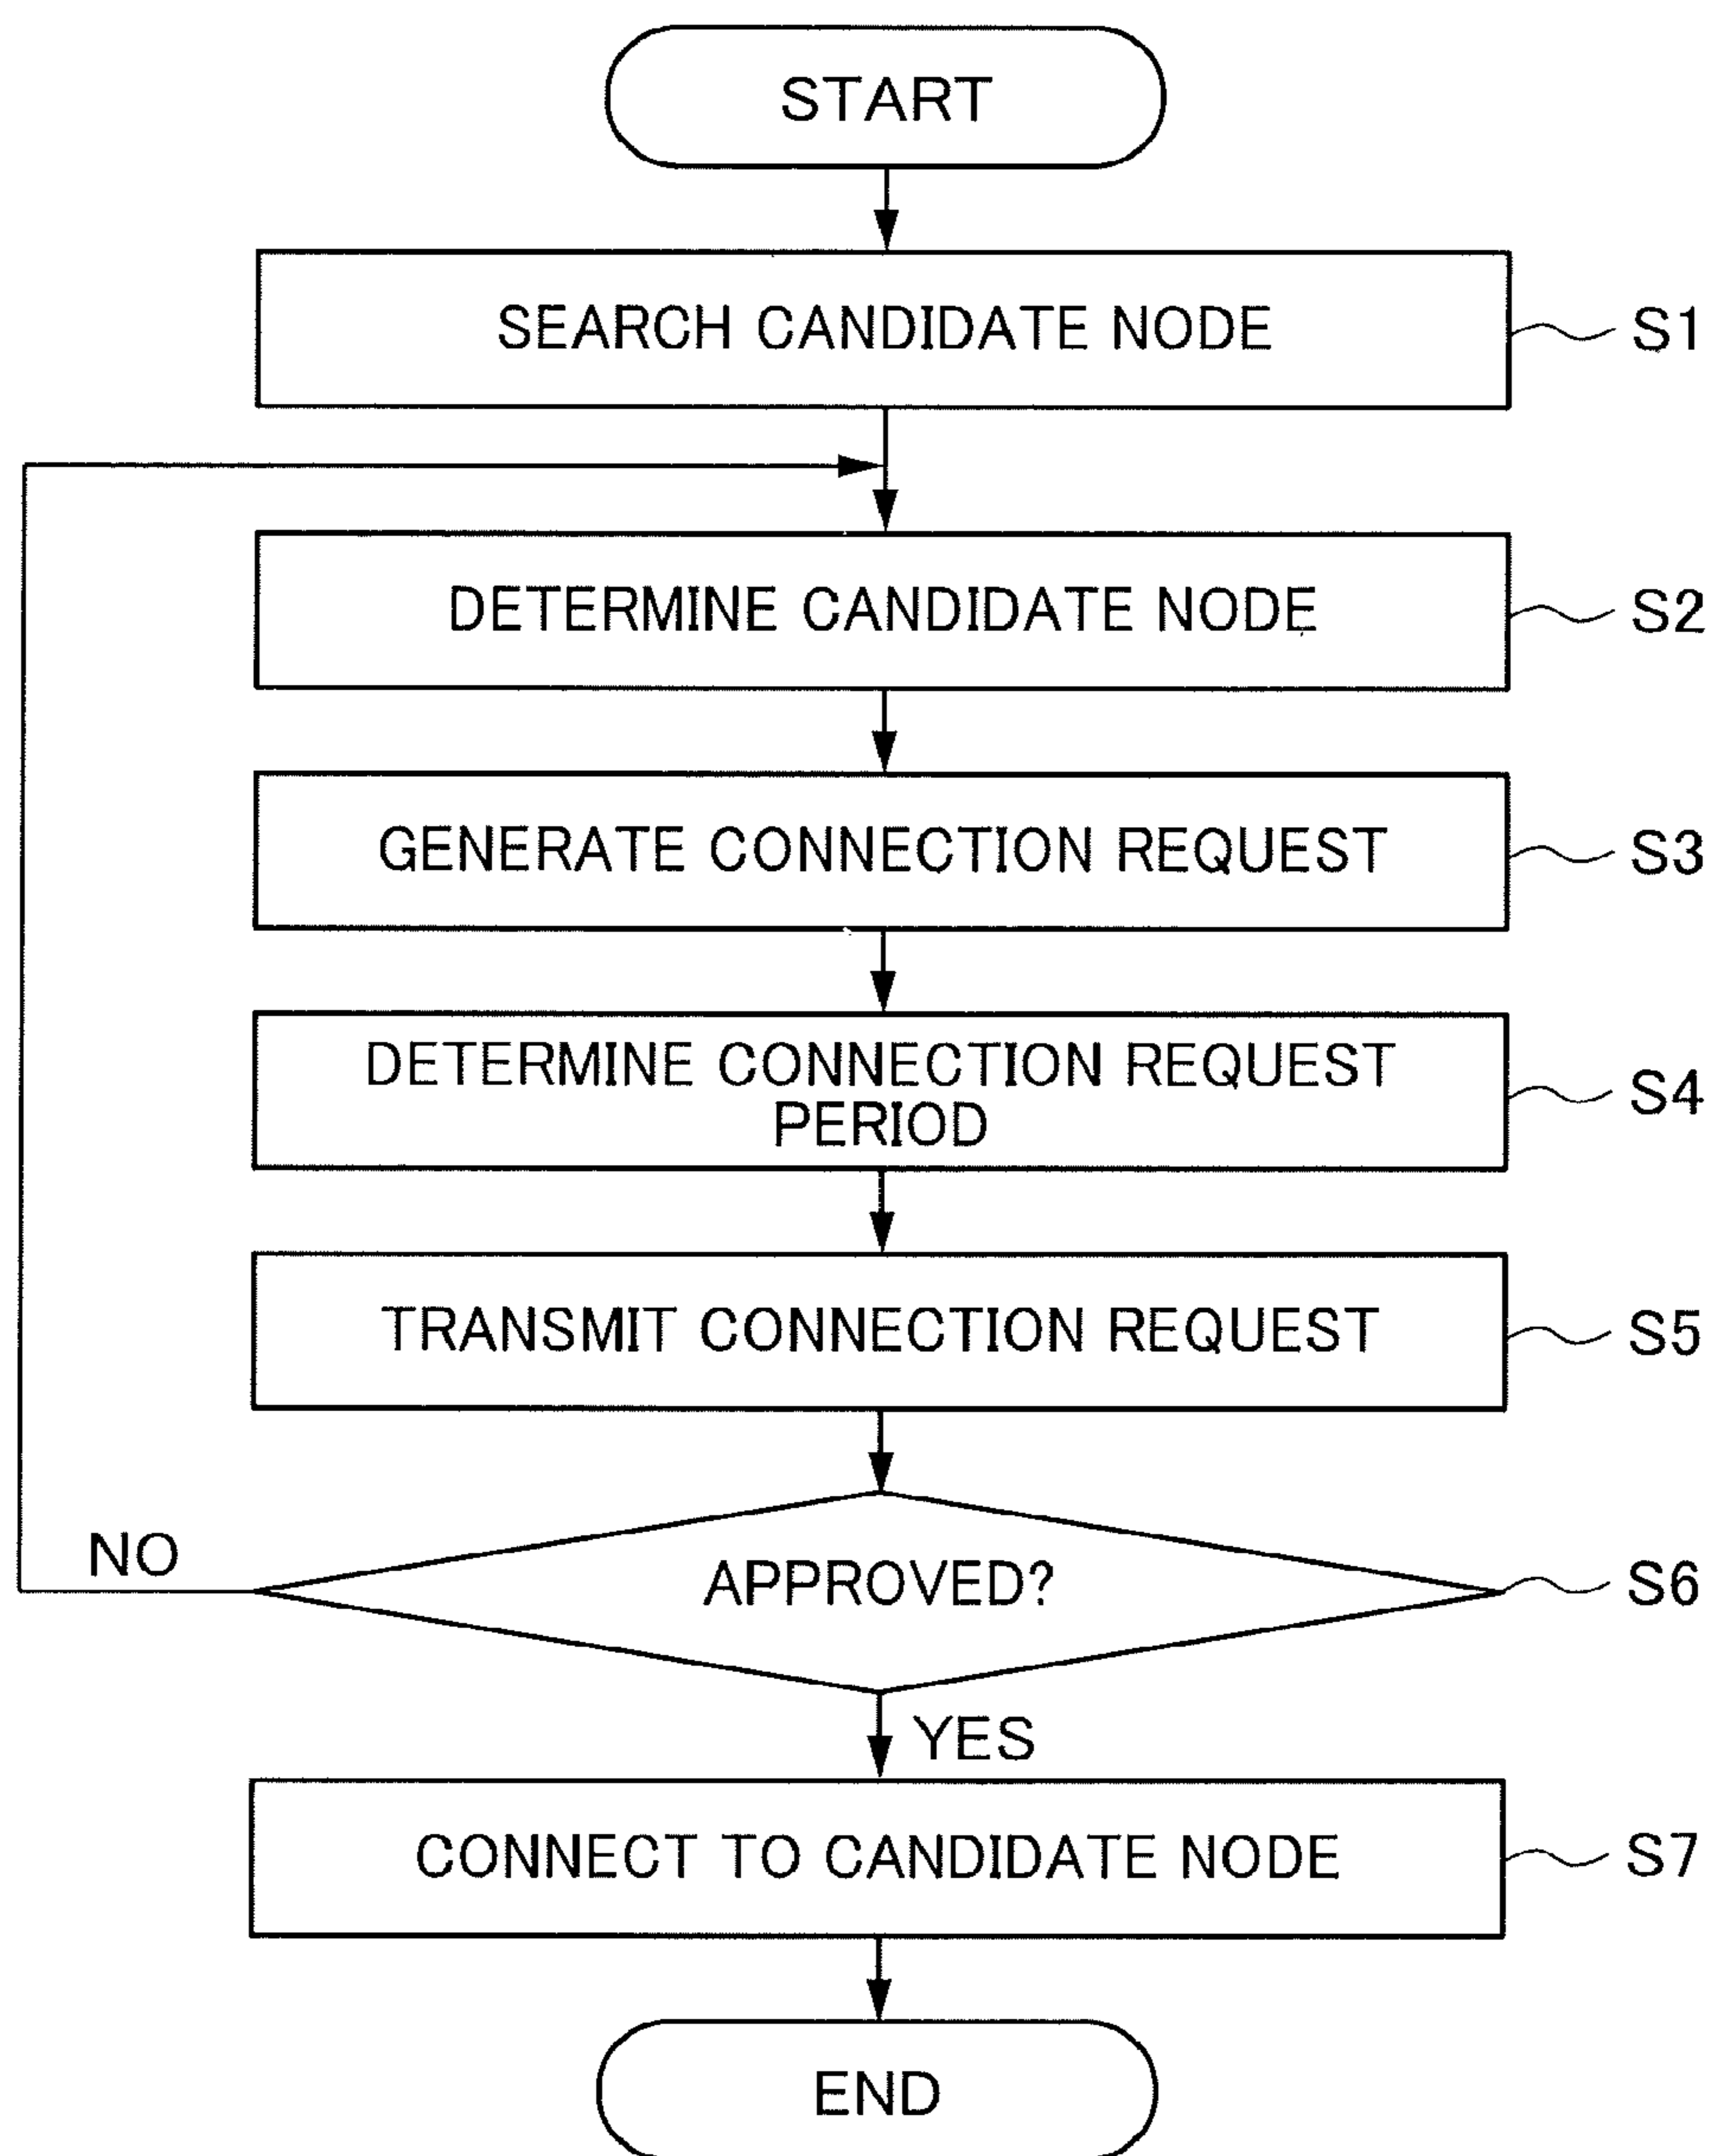 START
SEARCH CANDIDATE NODE
S1
DETERMINE CANDIDATE NODE
S2
GENERATE CONNECTION REQUEST
S3
DETERMINE CONNECTION REQUEST
PERIOD
S4
TRANSMIT CONNECTION REQUEST
S5
NO
APPROVED?
S6
YES
CONNECT TO CANDIDATE NODE
S7
END